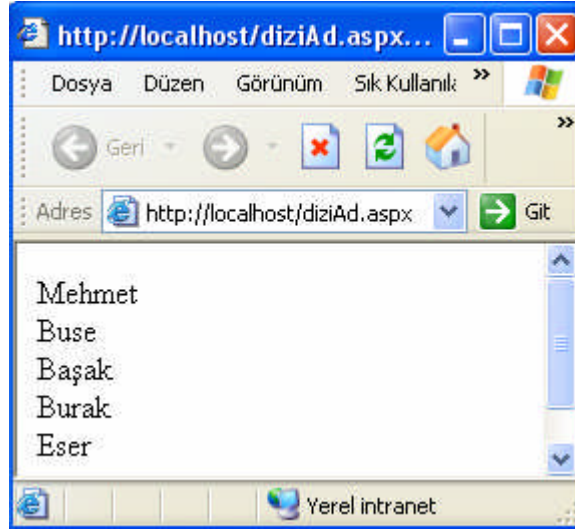 http://localhost/diziAd.aspx...
Dosya Düzen Görünüm Sık Kullanıla »
Geri »
Adres http://localhost/diziAd.aspx Git
Mehmet
Buse
Başak
Burak
Eser
Yerel intranet